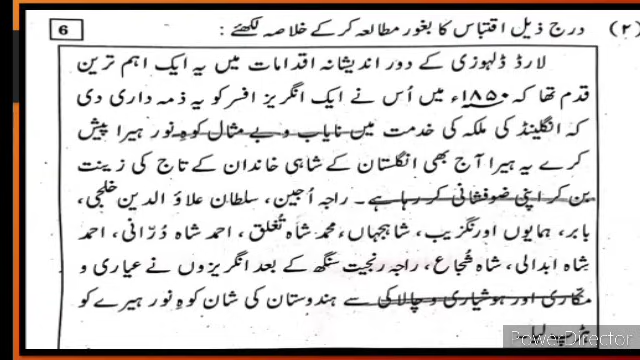 (۲) درج ذیل اقتباس کا بغور مطالعہ کر کے خلاصہ لکھئے : 6
لارڈ ڈلہوزی کے دور اندیشانہ اقدامات میں یہ ایک اہم ترین
قدم تھا کہ ۱۸۵۰ء میں اُس نے ایک انگریز افسر کو یہ ذمہ داری دی
کہ انگلینڈ کی ملکہ کی خدمت میں نایاب و بے مثال کوہِ نور ہیرا پیش
کرے یہ ہیرا آج بھی انگلستان کے شاہی خاندان کے تاج کی زینت
بن کر اپنی ضوفشانی کر رہا ہے۔ راجہ اُجین، سلطان علاؤ الدین خلجی،
بابر، ہمایوں اورنگزیب، شاہجہاں، محمد شاہ تُغلق، احمد شاہ دُرّانی، احمد
شاہ ابدالی، شاہ شُجاع، راجہ رنجیت سنگھ کے بعد انگریزوں نے عیاری و
مکّاری اور ہوشیاری و چالاکی سے ہندوستان کی شان کوہِ نور ہیرے کو
PowerDirector